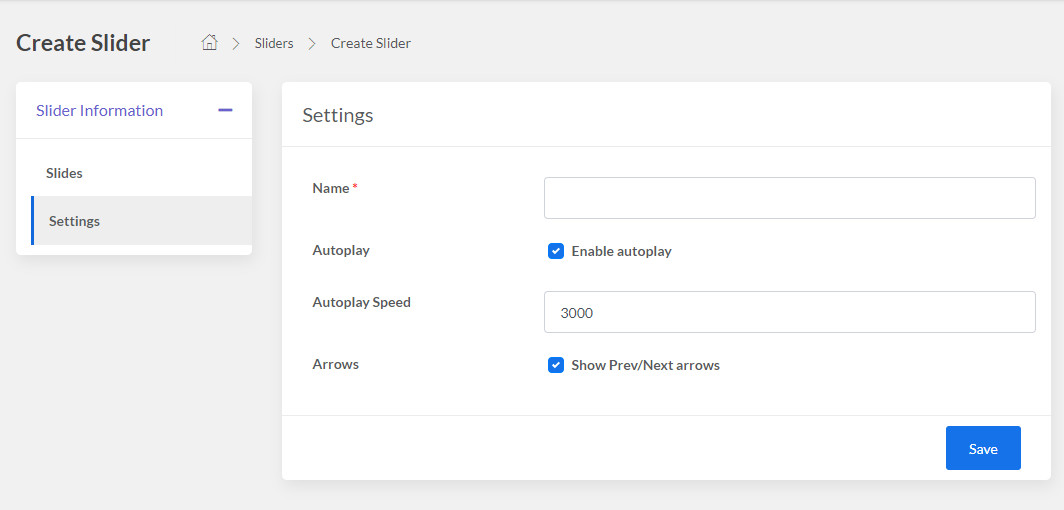 Create Slider
Sliders
Create Slider
Slider Information
Slides
Settings
Settings
Name *
Autoplay
Enable autoplay
Autoplay Speed
3000
Arrows
Show Prev/Next arrows
Save